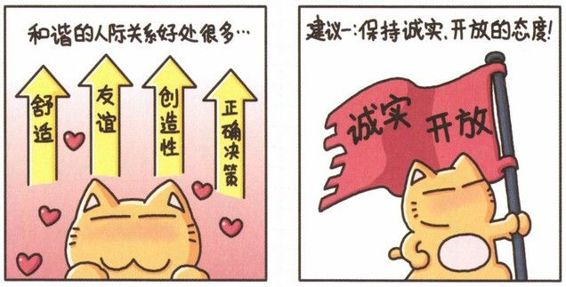 和谐的人际关系好处很多…
舒适
友谊
创造性
正确决策
建议一:保持诚实、开放的态度!
诚实 开放